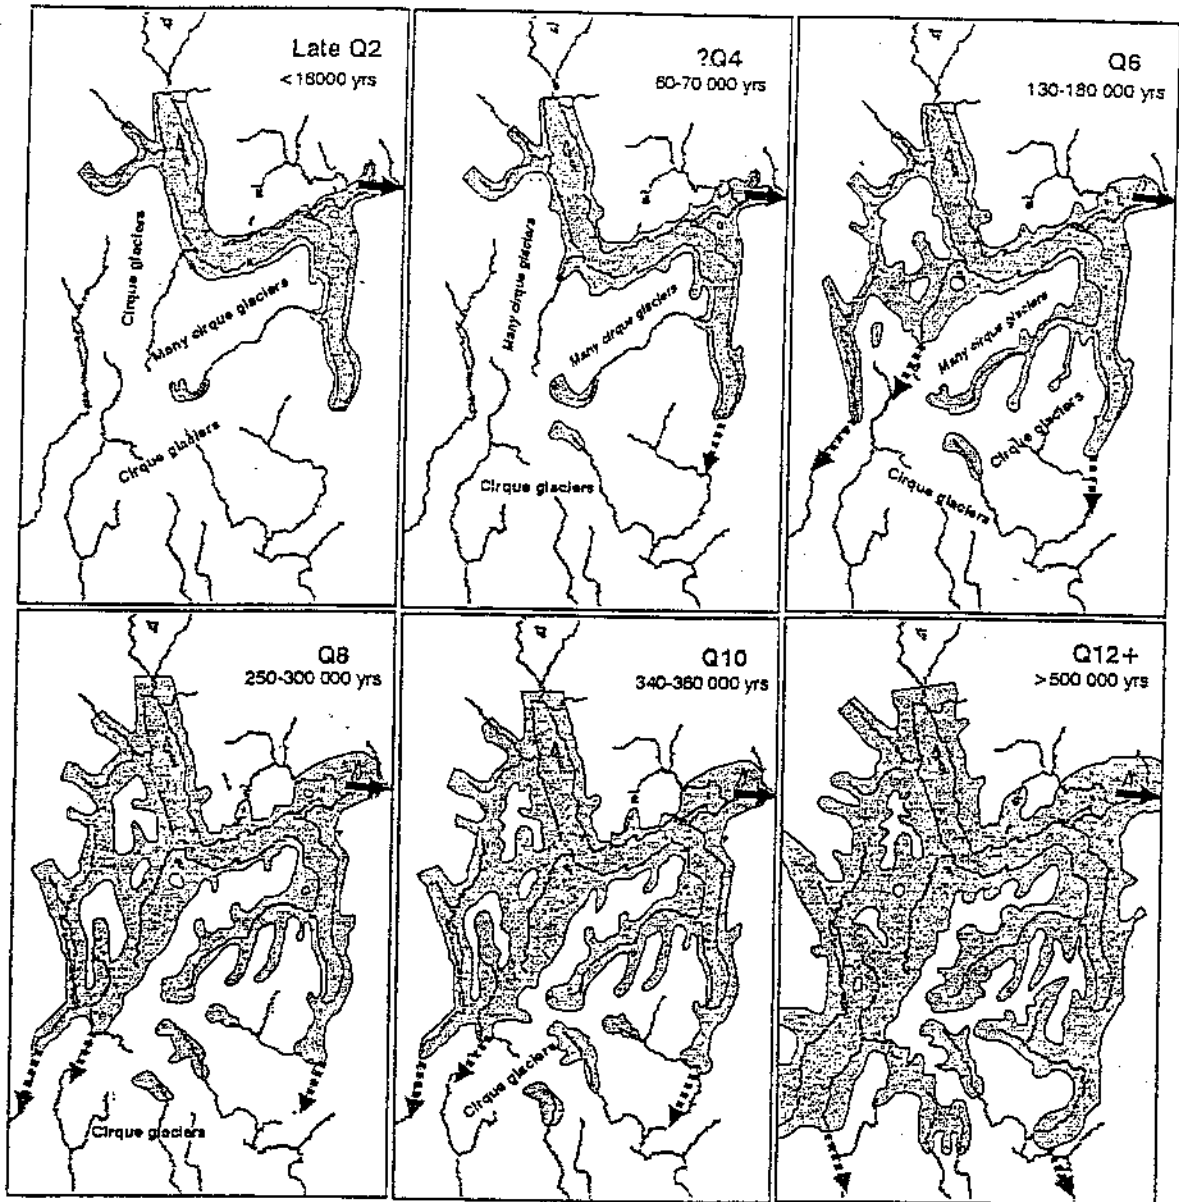 Late Q2
<16000 yrs
Cirque glaciers
Many cirque glaciers
Cirque glaciers
?Q4
60-70 000 yrs
Many cirque glaciers
Many cirque glaciers
Cirque glaciers
Q6
130-180 000 yrs
Many cirque glaciers
Cirque glaciers
Cirque glaciers
Q8
250-300 000 yrs
Cirque glaciers
Q10
340-360 000 yrs
Cirque glaciers
Q12+
>500 000 yrs